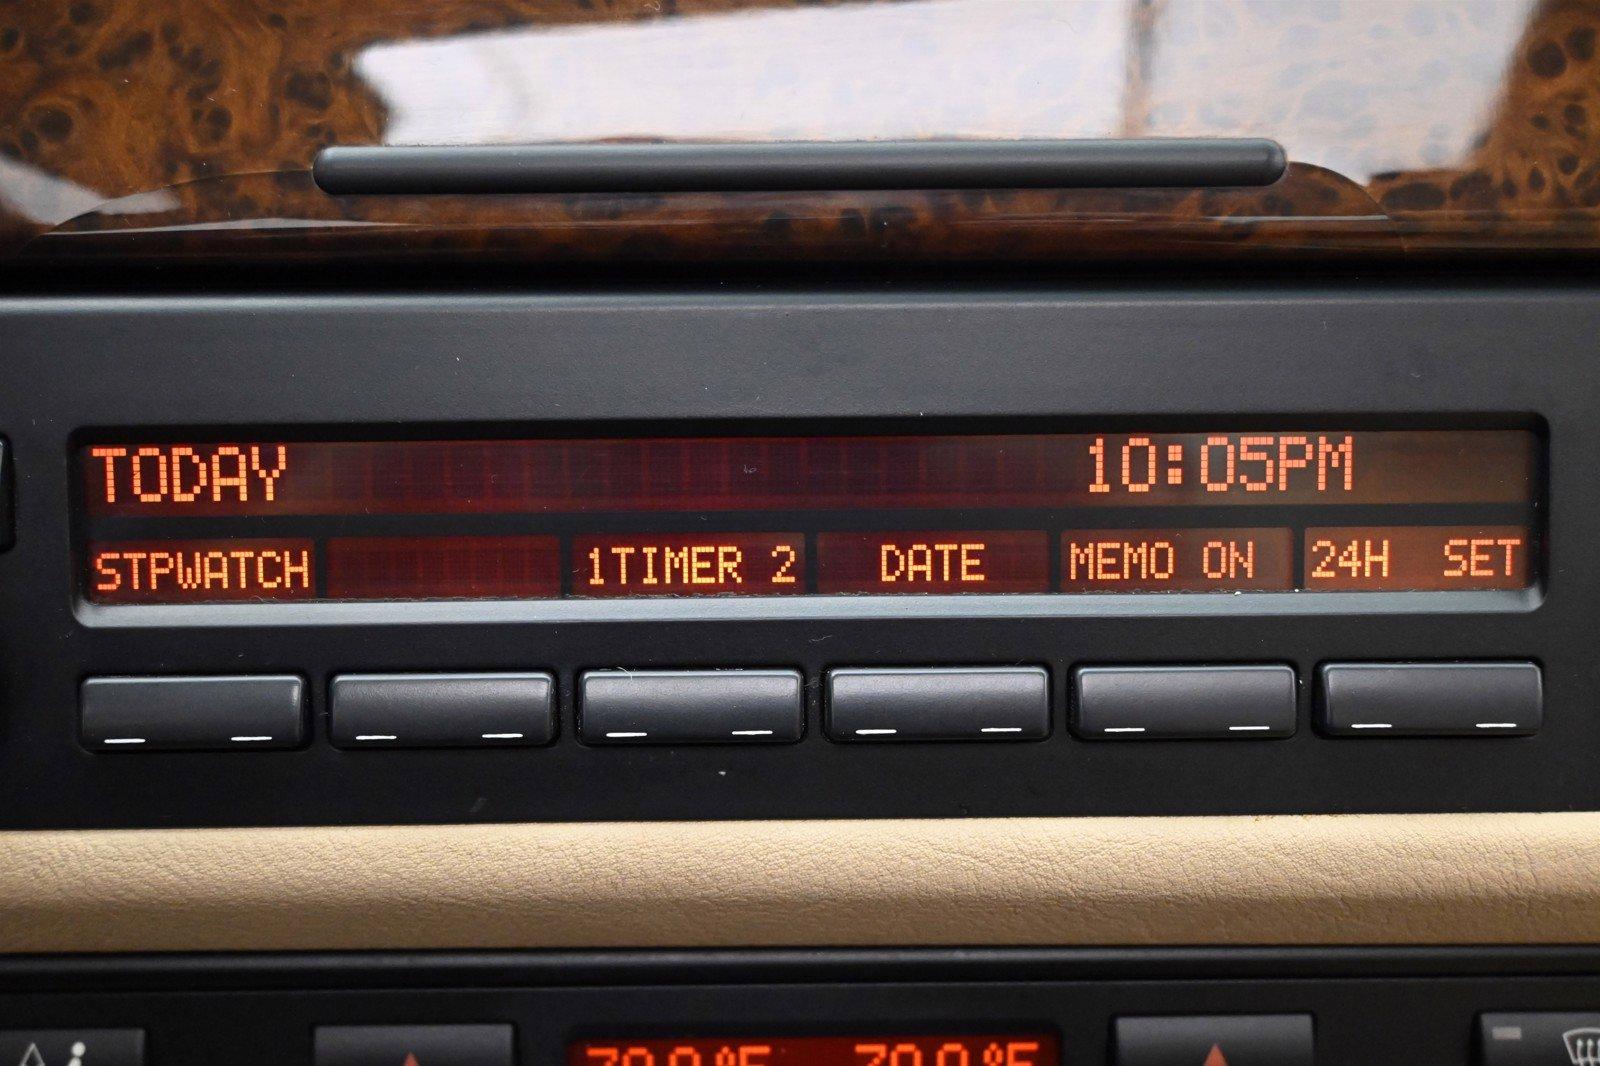 TODAY 10:05PM
STPWATCH 1TIMER 2 DATE MEMO ON 24H SET